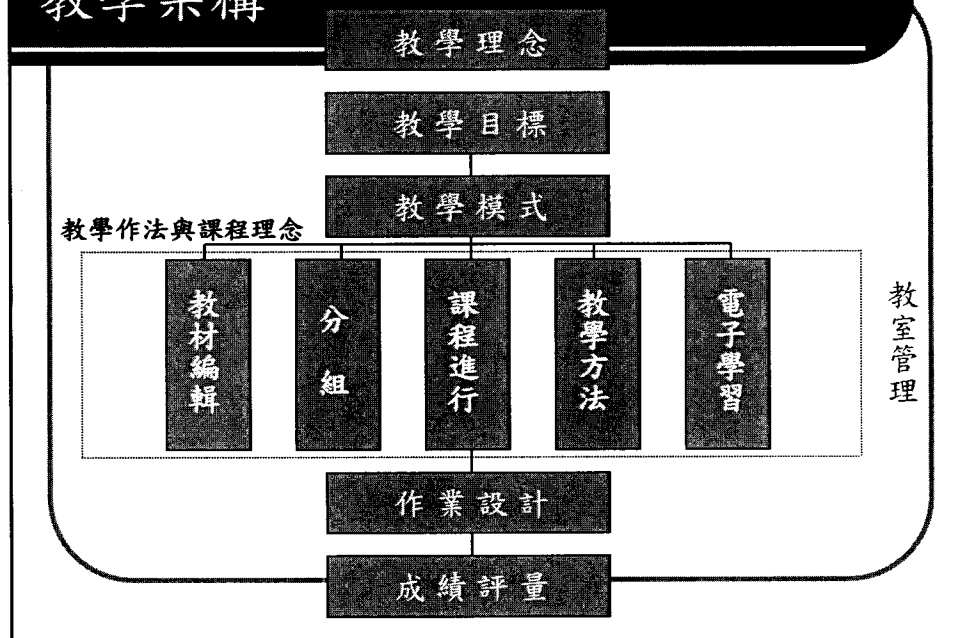 教學架構
教學理念
教學目標
教學模式
教學作法與課程理念
教材編輯
分組
課程進行
教學方法
電子學習
教室管理
作業設計
成績評量